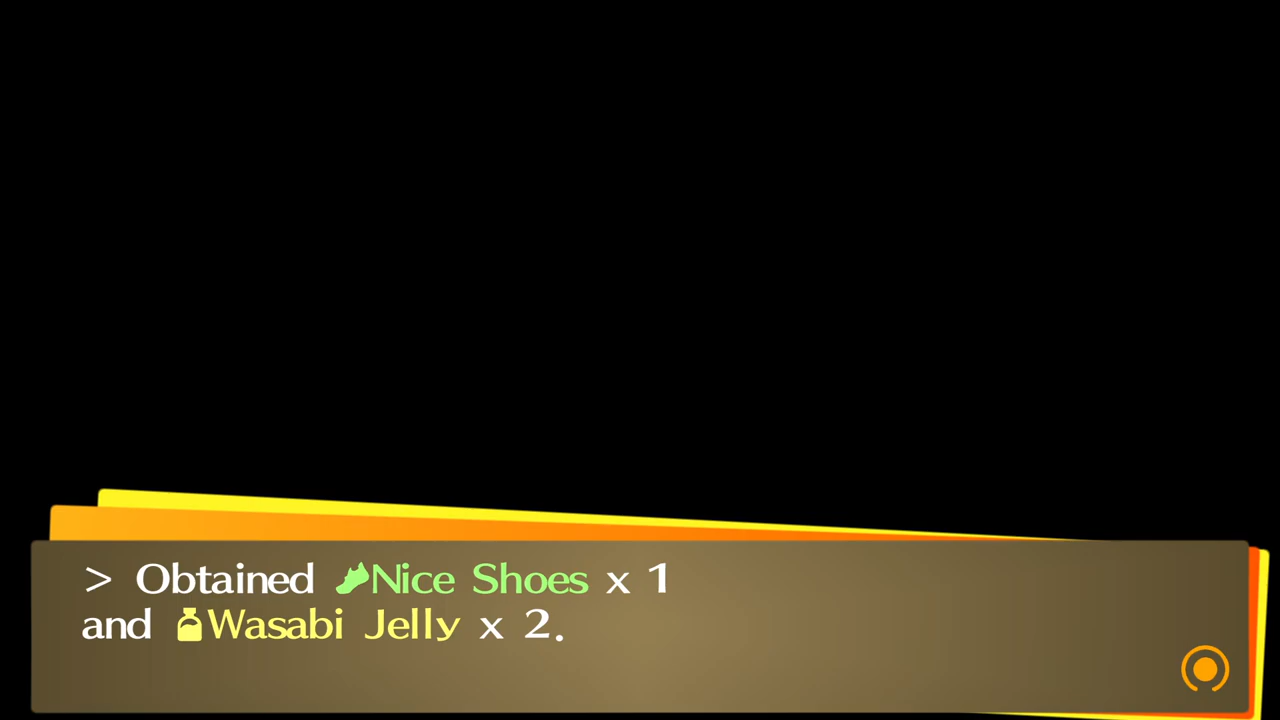 > Obtained Nice Shoes x 1
and Wasabi Jelly x 2.